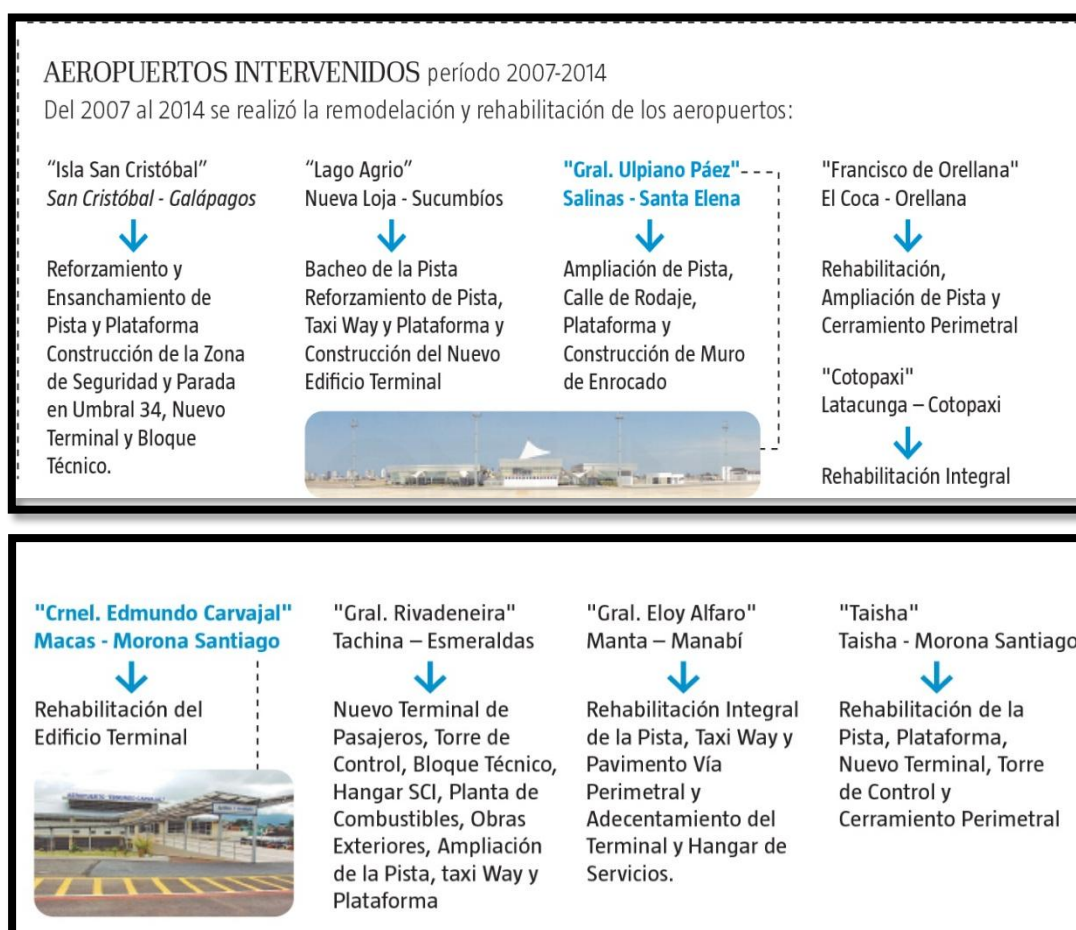 AEROPUERTOS INTERVENIDOS período 2007-2014
Del 2007 al 2014 se realizó la remodelación y rehabilitación de los aeropuertos:
"Isla San Cristóbal"
San Cristóbal - Galápagos
Reforzamiento y
Ensanchamiento de
Pista y Plataforma
Construcción de la Zona
de Seguridad y Parada
en Umbral 34, Nuevo
Terminal y Bloque
Técnico.
"Lago Agrio"
Nueva Loja - Sucumbíos
Bacheo de la Pista
Reforzamiento de Pista,
Taxi Way y Plataforma y
Construcción del Nuevo
Edificio Terminal
"Gral. Ulpiano Páez"
Salinas - Santa Elena
Ampliación de Pista,
Calle de Rodaje,
Plataforma y
Construcción de Muro
de Enrocado
"Francisco de Orellana"
El Coca - Orellana
Rehabilitación,
Ampliación de Pista y
Cerramiento Perimetral
"Cotopaxi"
Latacunga – Cotopaxi
Rehabilitación Integral
"Crnel. Edmundo Carvajal"
Macas - Morona Santiago
Rehabilitación del
Edificio Terminal
"Gral. Rivadeneira"
Tachina – Esmeraldas
Nuevo Terminal de
Pasajeros, Torre de
Control, Bloque Técnico,
Hangar SCI, Planta de
Combustibles, Obras
Exteriores, Ampliación
de la Pista, taxi Way y
Plataforma
"Gral. Eloy Alfaro"
Manta – Manabí
Rehabilitación Integral
de la Pista, Taxi Way y
Pavimento Vía
Perimetral y
Adecentamiento del
Terminal y Hangar de
Servicios.
"Taisha"
Taisha - Morona Santiago
Rehabilitación de la
Pista, Plataforma,
Nuevo Terminal, Torre
de Control y
Cerramiento Perimetral